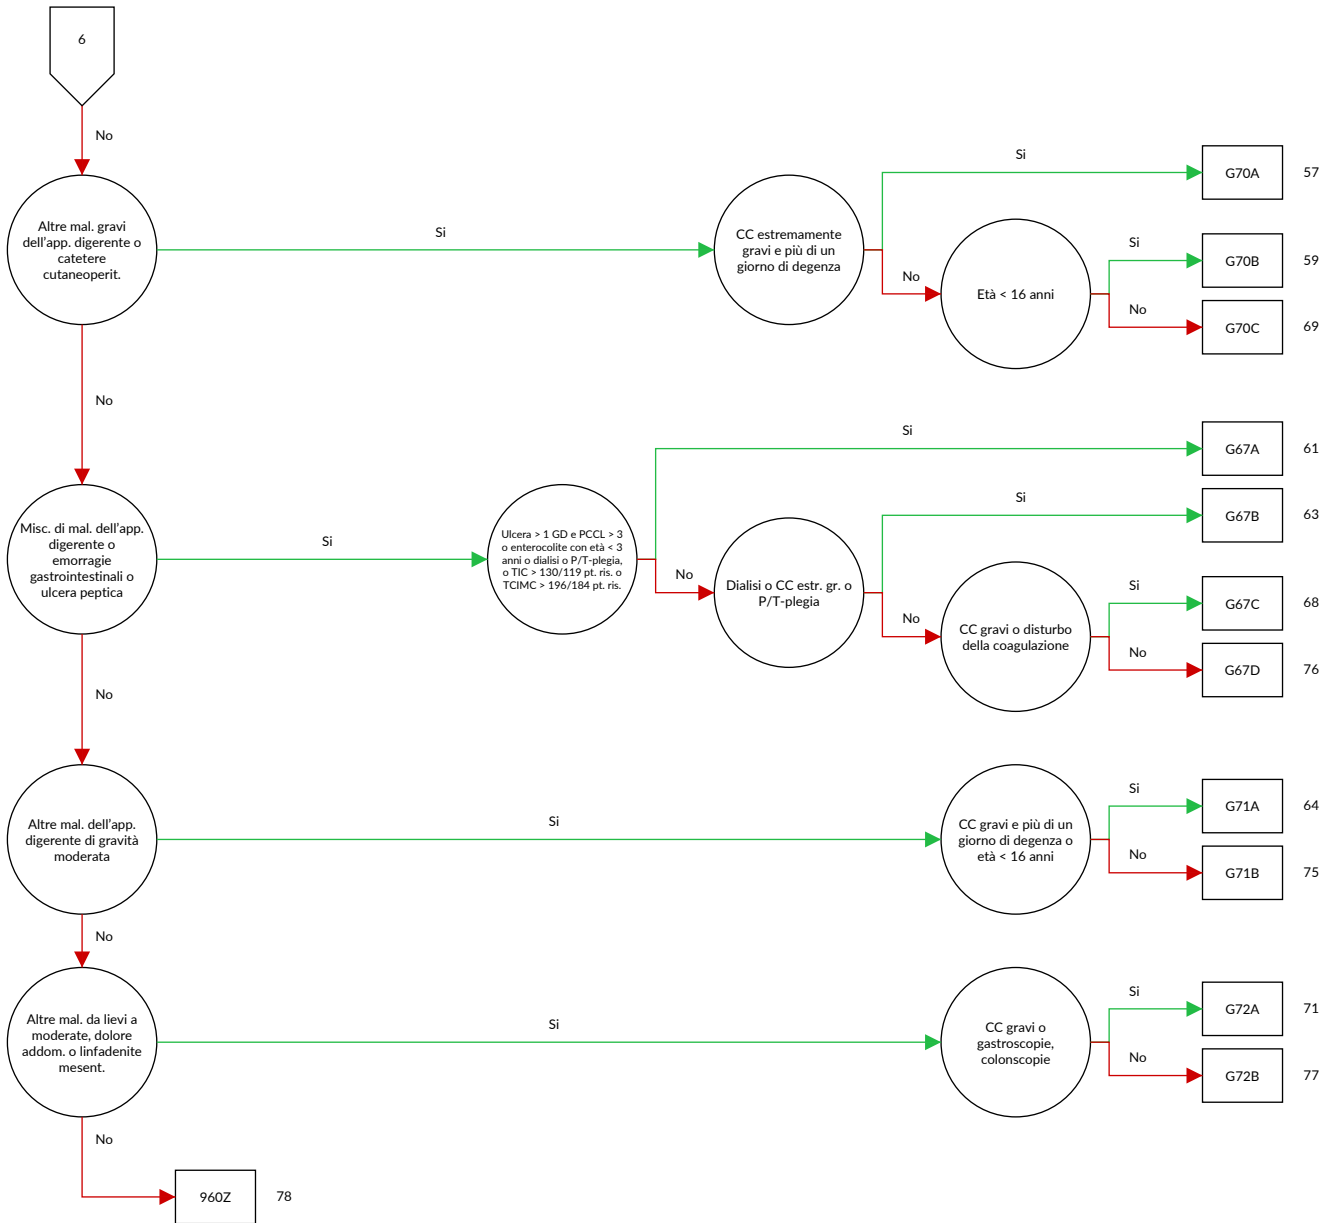 6
No
Altre mal. gravi
dell'app. digerente o
catetere
cutaneoperit.
Si
CC estremamente
gravi e più di un
giorno di degenza
Si
G70A
57
No
Età < 16 anni
Si
G70B
59
No
G70C
69
No
Misc. di mal. dell'app.
digerente o
emorragie
gastrointestinali o
ulcera peptica
Si
Ulcera > 1 GD e PCCL > 3
o enterocolite con età < 3
anni o dialisi o P/T-plegia,
o TIC > 130/119 pt. ris. o
TCIMC > 196/184 pt. ris.
Si
G67A
61
No
Dialisi o CC estr. gr. o
P/T-plegia
Si
G67B
63
No
CC gravi o disturbo
della coagulazione
Si
G67C
68
No
G67D
76
No
Altre mal. dell'app.
digerente di gravità
moderata
Si
CC gravi e più di un
giorno di degenza o
età < 16 anni
Si
G71A
64
No
G71B
75
No
Altre mal. da lievi a
moderate, dolore
addom. o linfadenite
mesent.
Si
CC gravi o
gastroscopie,
colonscopie
Si
G72A
71
No
G72B
77
No
960Z
78